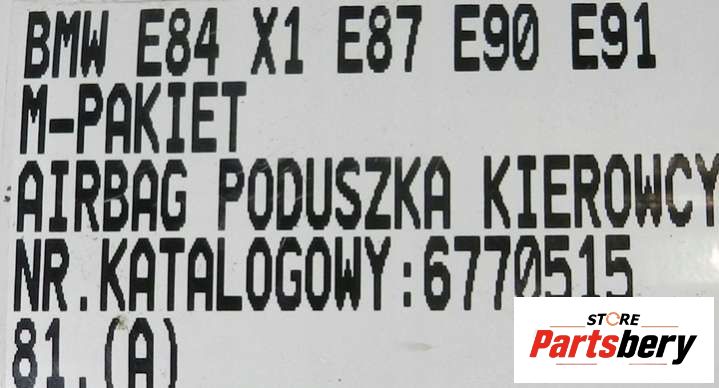 BMW E84 X1 E87 E90 E91
M-PAKIET
AIRBAG PODUSZKA KIEROWCY
NR.KATALOGOWY:6770515
81.(A)
STORE
Partsbery